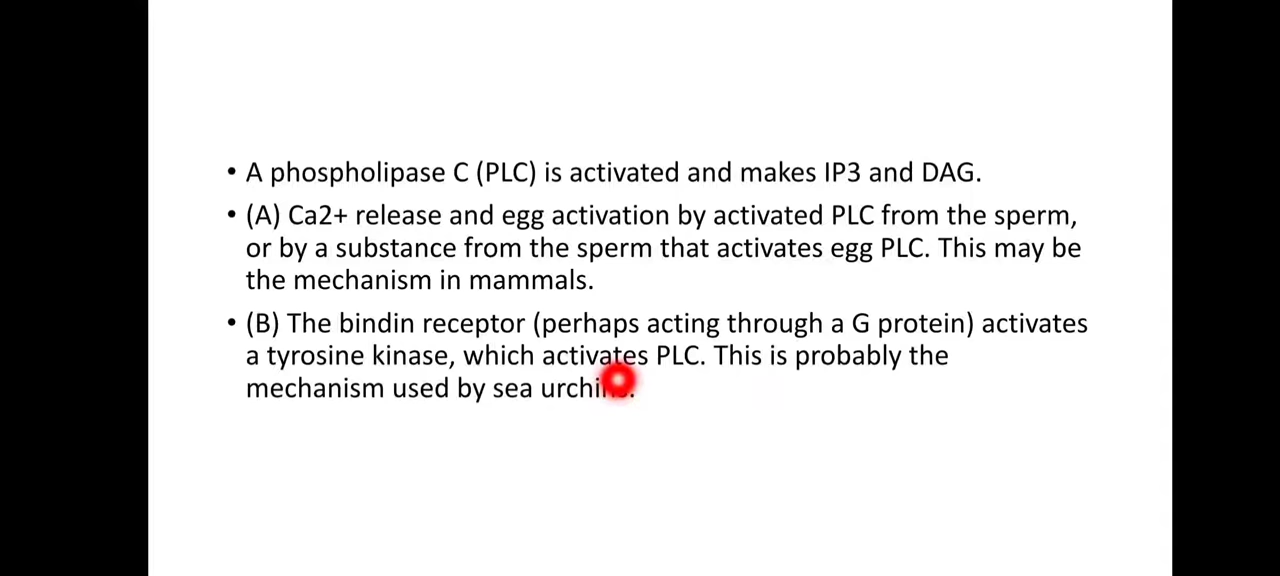 • A phospholipase C (PLC) is activated and makes IP3 and DAG.
• (A) Ca2+ release and egg activation by activated PLC from the sperm,
or by a substance from the sperm that activates egg PLC. This may be
the mechanism in mammals.
• (B) The bindin receptor (perhaps acting through a G protein) activates
a tyrosine kinase, which activates PLC. This is probably the
mechanism used by sea urchins.